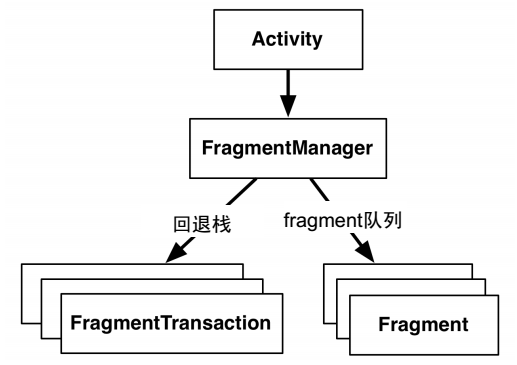 Activity
FragmentManager
回退栈
fragment队列
FragmentTransaction
Fragment